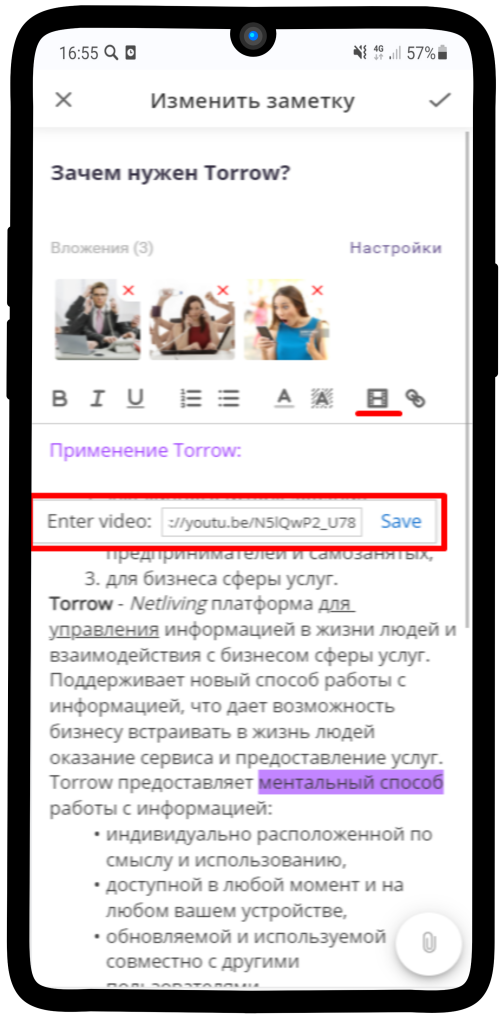 16:55 4G 57%
Изменить заметку
Зачем нужен Torrow?
Вложения (3) Настройки
B I U A A
Применение Torrow:
Enter video: ://youtu.be/N5lQwP2_U78 Save
предпринимателей и самозанятых,
3. для бизнеса сферы услуг.
Torrow - Netliving платформа для
управления информацией в жизни людей и
взаимодействия с бизнесом сферы услуг.
Поддерживает новый способ работы с
информацией, что дает возможность
бизнесу встраивать в жизнь людей
оказание сервиса и предоставление услуг.
Torrow предоставляет ментальный способ
работы с информацией:
• индивидуально расположенной по
смыслу и использованию,
• доступной в любой момент и на
любом вашем устройстве,
• обновляемой и используемой
совместно с другими
пользователями